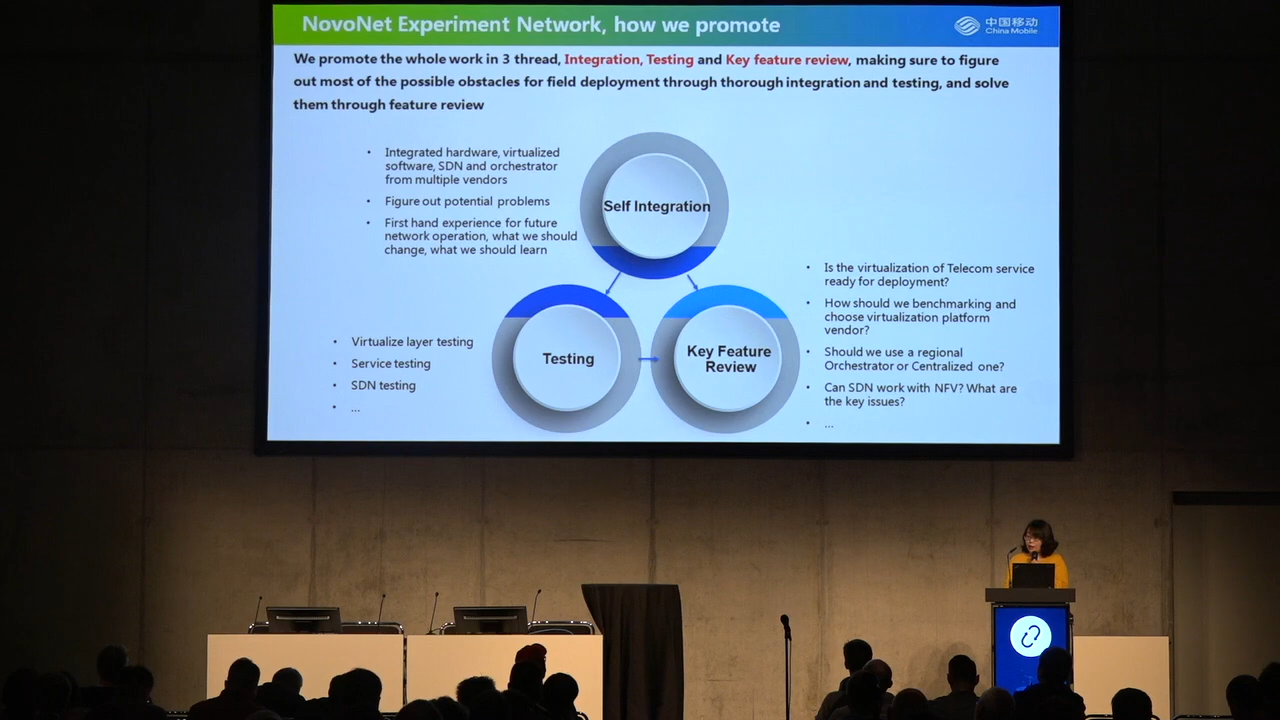 NovoNet Experiment Network, how we promote
中国移动
China Mobile
We promote the whole work in 3 thread, Integration, Testing and Key feature review, making sure to figure
out most of the possible obstacles for field deployment through thorough integration and testing, and solve
them through feature review
• Integrated hardware, virtualized
software, SDN and orchestrator
from multiple vendors
• Figure out potential problems
• First hand experience for future
network operation, what we should
change, what we should learn
Self Integration
• Is the virtualization of Telecom service
ready for deployment?
• How should we benchmarking and
choose virtualization platform
vendor?
• Should we use a regional
Orchestrator or Centralized one?
• Can SDN work with NFV? What are
the key issues?
• ...
• Virtualize layer testing
• Service testing
• SDN testing
• ...
Testing
Key Feature
Review